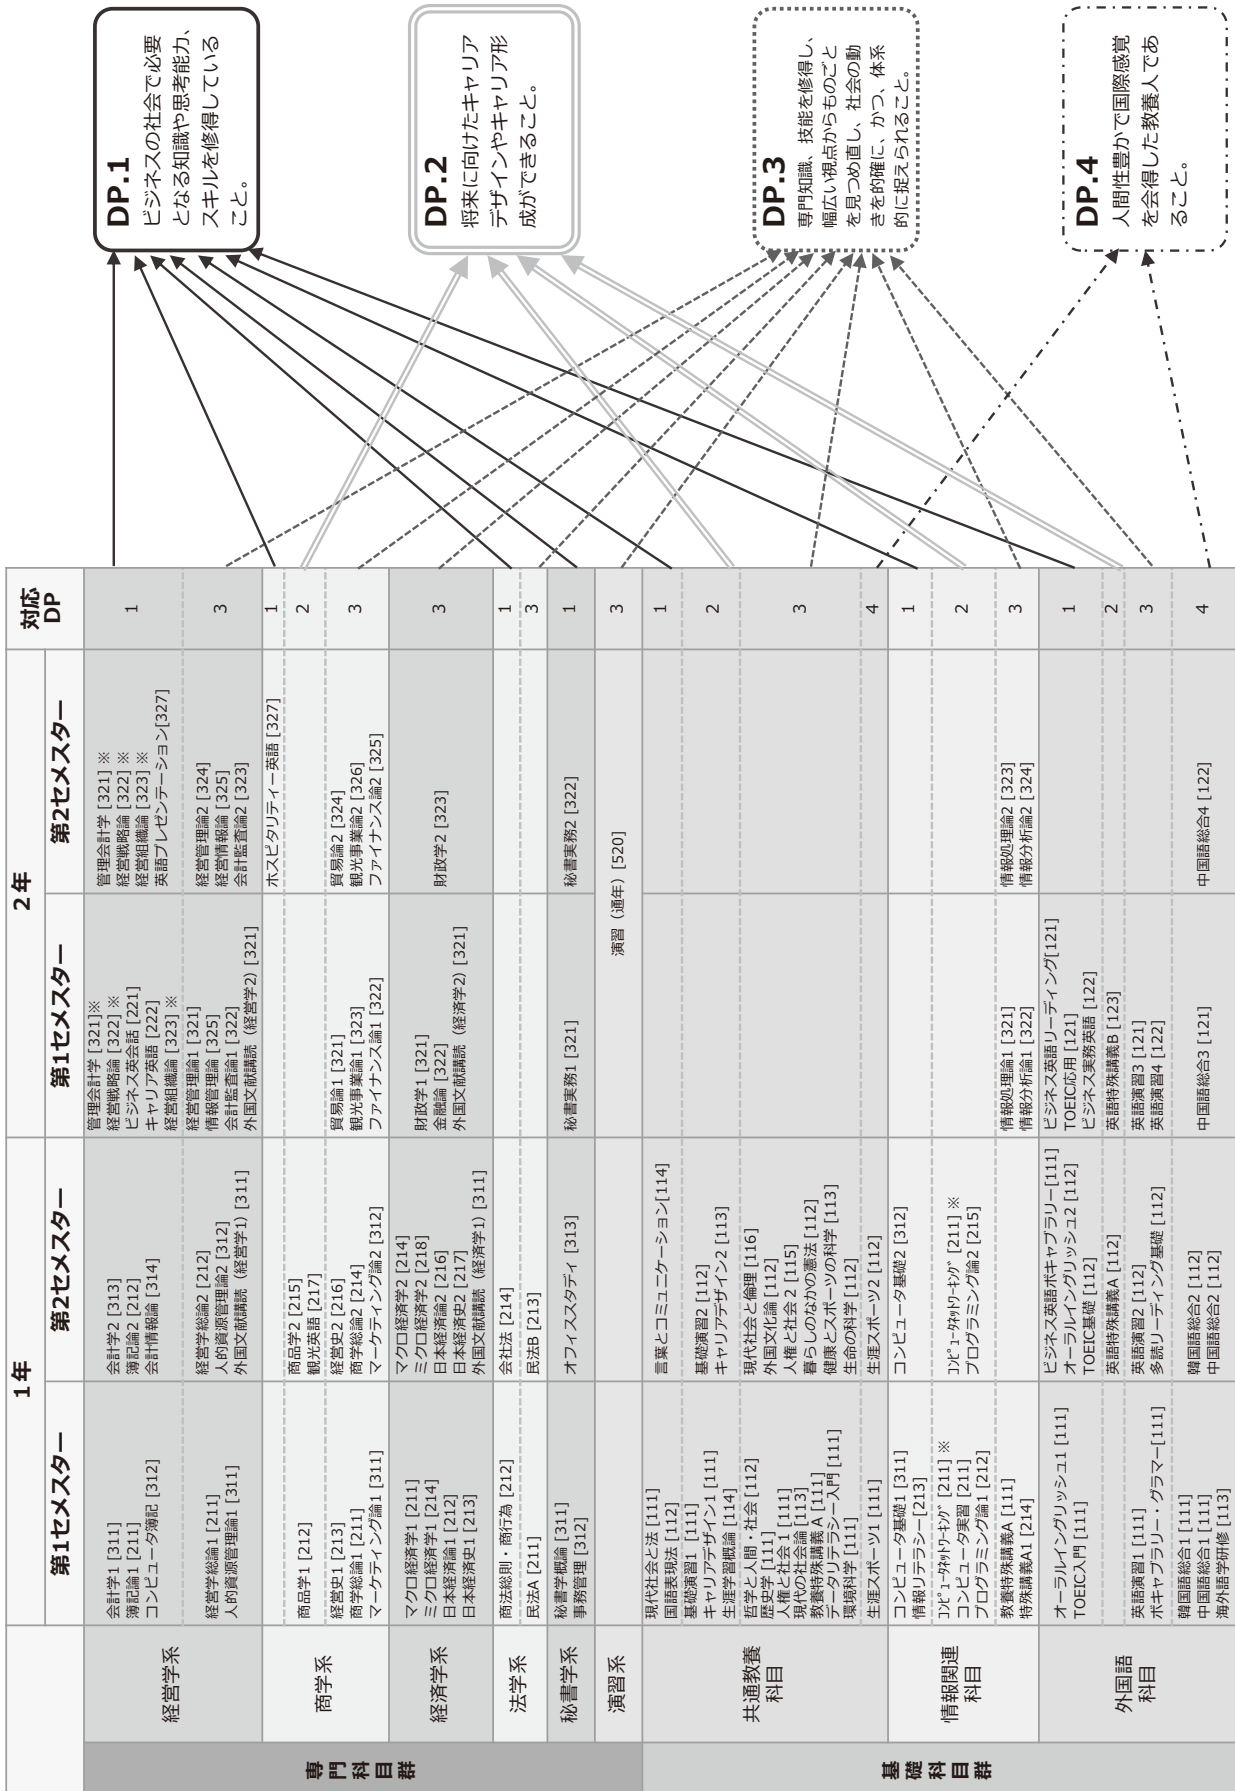 1年
2年
対応
DP
第1セメスター
第2セメスター
第1セメスター
第2セメスター
専門科目群
経営学系
会計学1 [311]
簿記論1 [211]
コンピュータ簿記 [312]
会計学2 [313]
簿記論2 [212]
会計情報論 [314]
管理会計学 [321]※
経営戦略論 [322] ※
ビジネス英会話 [221]
キャリア英語 [222]
経営組織論 [323] ※
管理会計学 [321] ※
経営戦略論 [322] ※
経営組織論 [323] ※
英語プレゼンテーション[327]
1
経営学総論1 [211]
人的資源管理論1 [311]
経営学総論2 [212]
人的資源管理論2 [312]
外国文献講読（経営学1）[311]
経営管理論1 [321]
情報管理論 [325]
会計監査論1 [322]
外国文献講読（経営学2）[321]
経営管理論2 [324]
経営情報論 [325]
会計監査論2 [323]
3
商学系
ホスピタリティー英語 [327]
1
商品学1 [212]
商品学2 [215]
観光英語 [217]
2
経営史1 [213]
商学総論1 [211]
マーケティング論1 [311]
経営史2 [216]
商学総論2 [214]
マーケティング論2 [312]
貿易論1 [321]
観光事業論1 [323]
ファイナンス論1 [322]
貿易論2 [324]
観光事業論2 [326]
ファイナンス論2 [325]
3
経済学系
マクロ経済学1 [211]
ミクロ経済学1 [214]
日本経済論1 [212]
日本経済史1 [213]
マクロ経済学2 [214]
ミクロ経済学2 [218]
日本経済論2 [216]
日本経済史2 [217]
外国文献講読（経済学1）[311]
財政学1 [321]
金融論 [322]
外国文献講読（経済学2）[321]
財政学2 [323]
3
法学系
商法総則・商行為 [212]
会社法 [214]
1
民法A [211]
民法B [213]
3
秘書学系
秘書学概論 [311]
事務管理 [312]
オフィススタディ [313]
秘書実務1 [321]
秘書実務2 [322]
1
演習系
演習（通年）[520]
3
基礎科目群
共通教養
科目
現代社会と法 [111]
国語表現法 [112]
言葉とコミュニケーション[114]
1
基礎演習1 [111]
キャリアデザイン1 [111]
生涯学習概論 [114]
基礎演習2 [112]
キャリアデザイン2 [113]
2
哲学と人間・社会 [112]
歴史学 [111]
人権と社会1 [111]
現代の社会論 [113]
教養特殊講義A [111]
データリテラシー入門 [111]
環境科学 [111]
現代社会と倫理 [116]
外国文化論 [112]
人権と社会2 [115]
暮らしのなかの憲法 [112]
健康とスポーツの科学 [113]
生命の科学 [112]
3
生涯スポーツ1 [111]
生涯スポーツ2 [112]
4
情報関連
科目
コンピュータ基礎1 [311]
情報リテラシー [213]
コンピュータ基礎2 [312]
1
ｺﾝﾋﾟｭｰﾀﾈｯﾄﾜｰｷﾝｸﾞ [211] ※
コンピュータ実習 [211]
プログラミング論1 [212]
ｺﾝﾋﾟｭｰﾀﾈｯﾄﾜｰｷﾝｸﾞ [211] ※
プログラミング論2 [215]
2
教養特殊講義A [111]
特殊講義A1 [214]
情報処理論1 [321]
情報分析論1 [322]
情報処理論2 [323]
情報分析論2 [324]
3
外国語
科目
オーラルイングリッシュ1 [111]
TOEIC入門 [111]
ビジネス英語ボキャブラリー[111]
オーラルイングリッシュ2 [112]
TOEIC基礎 [112]
ビジネス英語リーディング[121]
TOEIC応用 [121]
ビジネス実務英語 [122]
1
英語特殊講義A [112]
英語特殊講義B [123]
2
英語演習1 [111]
ボキャブラリー・グラマー[111]
英語演習2 [112]
多読リーディング基礎 [112]
英語演習3 [121]
英語演習4 [122]
3
韓国語総合1 [111]
中国語総合1 [111]
海外語学研修 [113]
韓国語総合2 [112]
中国語総合2 [112]
中国語総合3 [121]
中国語総合4 [122]
4
DP.1
ビジネスの社会で必要
となる知識や思考能力、
スキルを修得している
こと。
DP.2
将来に向けたキャリア
デザインやキャリア形
成ができること。
DP.3
専門知識、技能を修得し、
幅広い視点からものごと
を見つめ直し、社会の動
きを的確に、かつ、体系
的に捉えられること。
DP.4
人間性豊かで国際感覚
を会得した教養人であ
ること。